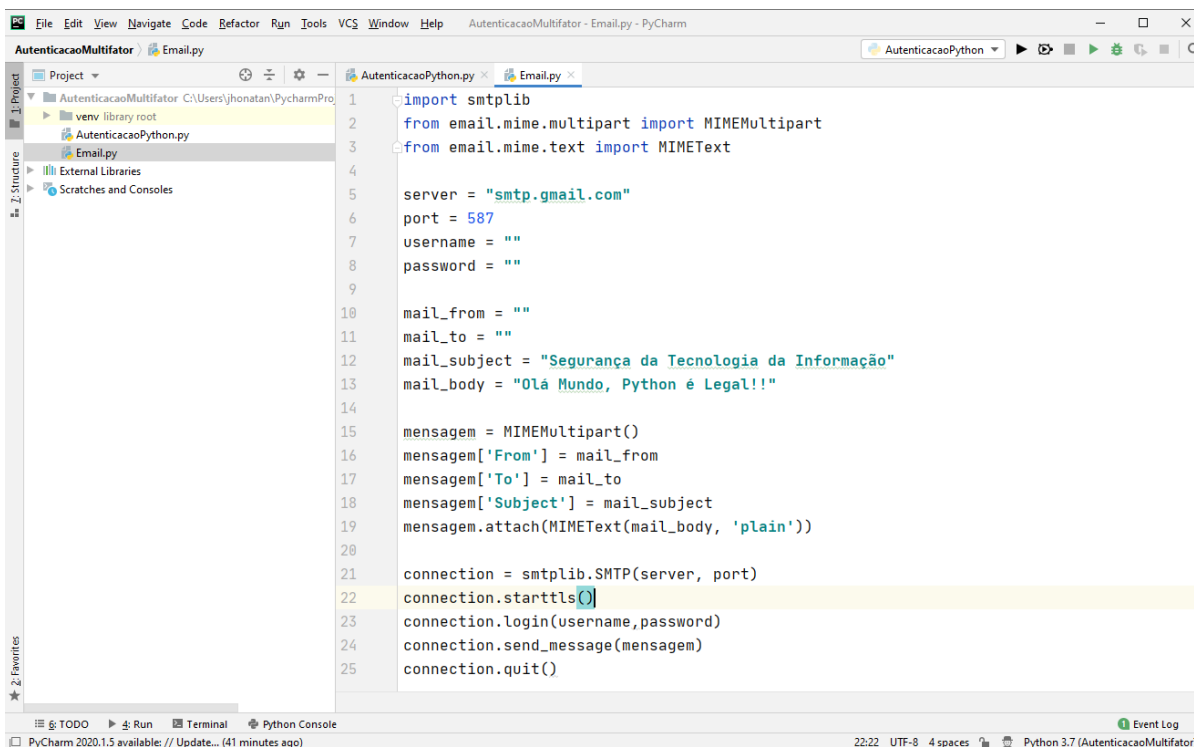 PC File Edit View Navigate Code Refactor Run Tools VCS Window Help AutenticacaoMultifator - Email.py - PyCharm
AutenticacaoMultifator Email.py AutenticacaoPython
1: Project
Project
AutenticacaoMultifator C:\Users\jhonatan\PycharmPro
venv library root
AutenticacaoPython.py
Email.py
External Libraries
Scratches and Consoles
Z: Structure
2: Favorites
AutenticacaoPython.py Email.py
1 import smtplib
2 from email.mime.multipart import MIMEMultipart
3 from email.mime.text import MIMEText
4
5 server = "smtp.gmail.com"
6 port = 587
7 username = ""
8 password = ""
9
10 mail_from = ""
11 mail_to = ""
12 mail_subject = "Segurança da Tecnologia da Informação"
13 mail_body = "Olá Mundo, Python é Legal!!"
14
15 mensagem = MIMEMultipart()
16 mensagem['From'] = mail_from
17 mensagem['To'] = mail_to
18 mensagem['Subject'] = mail_subject
19 mensagem.attach(MIMEText(mail_body, 'plain'))
20
21 connection = smtplib.SMTP(server, port)
22 connection.starttls()
23 connection.login(username,password)
24 connection.send_message(mensagem)
25 connection.quit()
6: TODO 4: Run Terminal Python Console 1 Event Log
PyCharm 2020.1.5 available: // Update... (41 minutes ago) 22:22 UTF-8 4 spaces Python 3.7 (AutenticacaoMultifator)